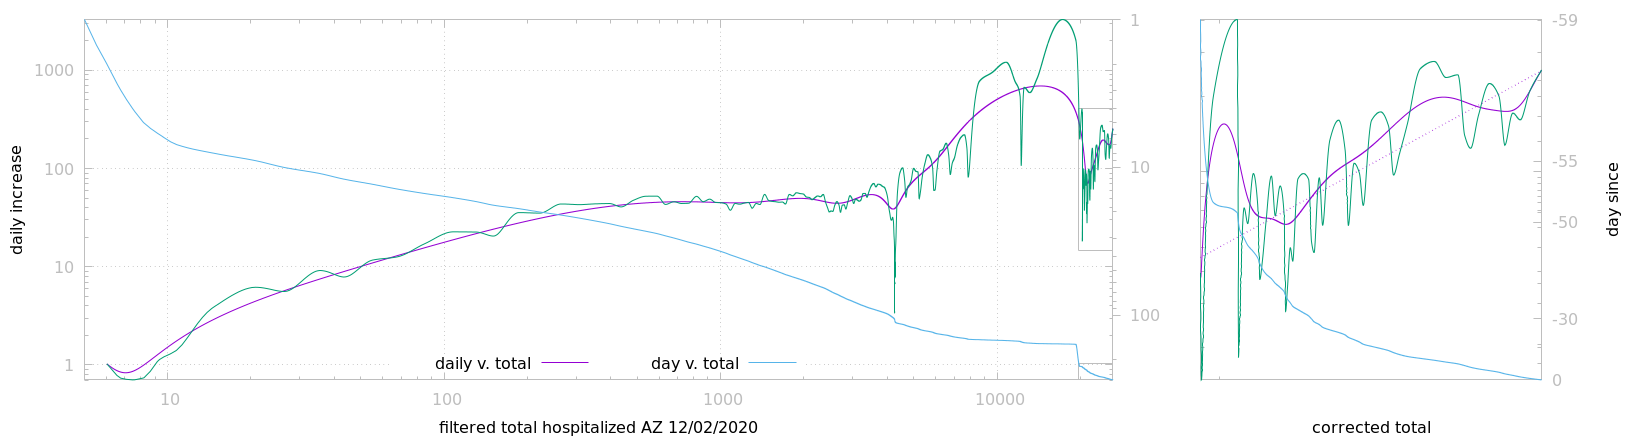 1
-59
1000
10
-55
100
-50
daily increase
day since
10
100
-30
daily v. total
day v. total
1
0
10
100
1000
10000
filtered total hospitalized AZ 12/02/2020
corrected total